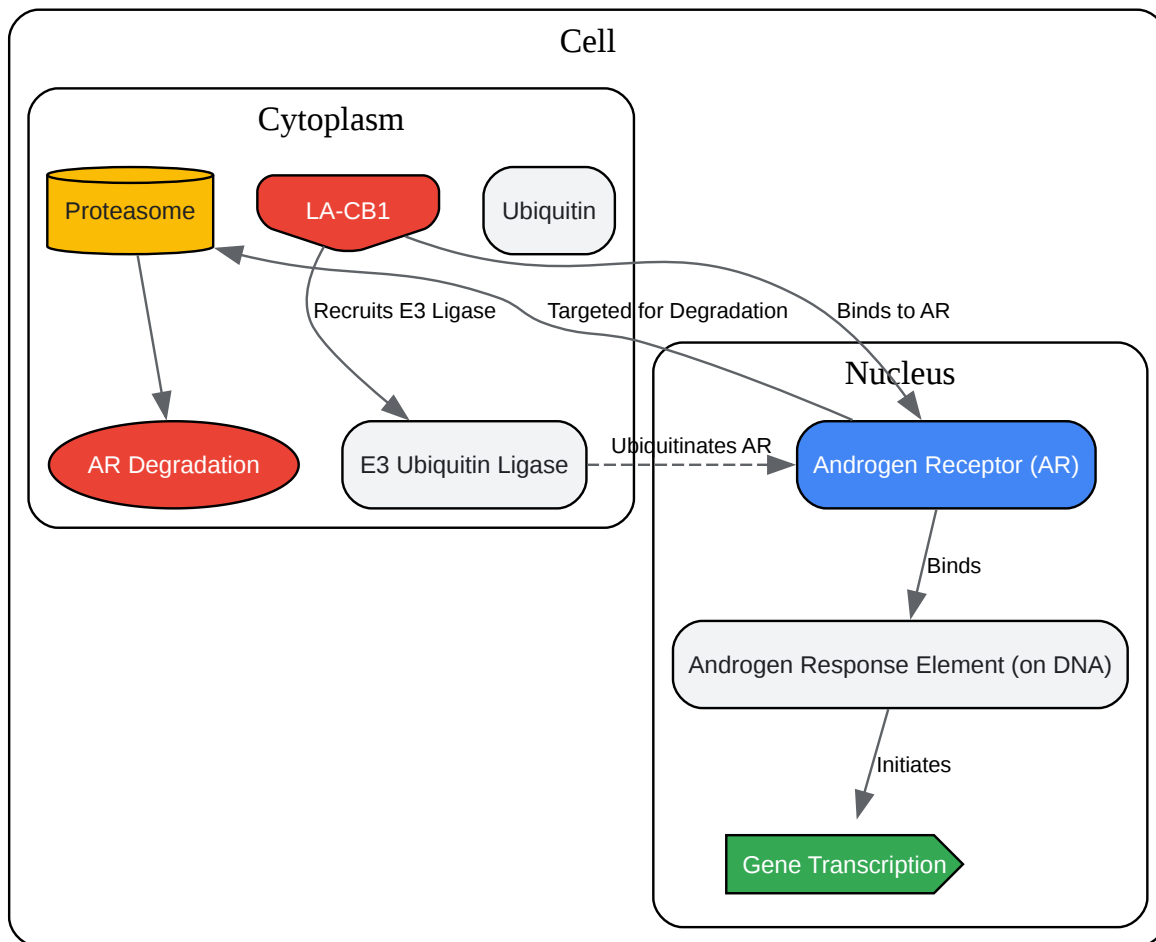 Cell
Cytoplasm
Proteasome
LA-CB1
Ubiquitin
Recruits E3 Ligase
Targeted for Degradation
Binds to AR
Nucleus
AR Degradation
E3 Ubiquitin Ligase
Ubiquitinates AR
Androgen Receptor (AR)
Binds
Androgen Response Element (on DNA)
Initiates
Gene Transcription